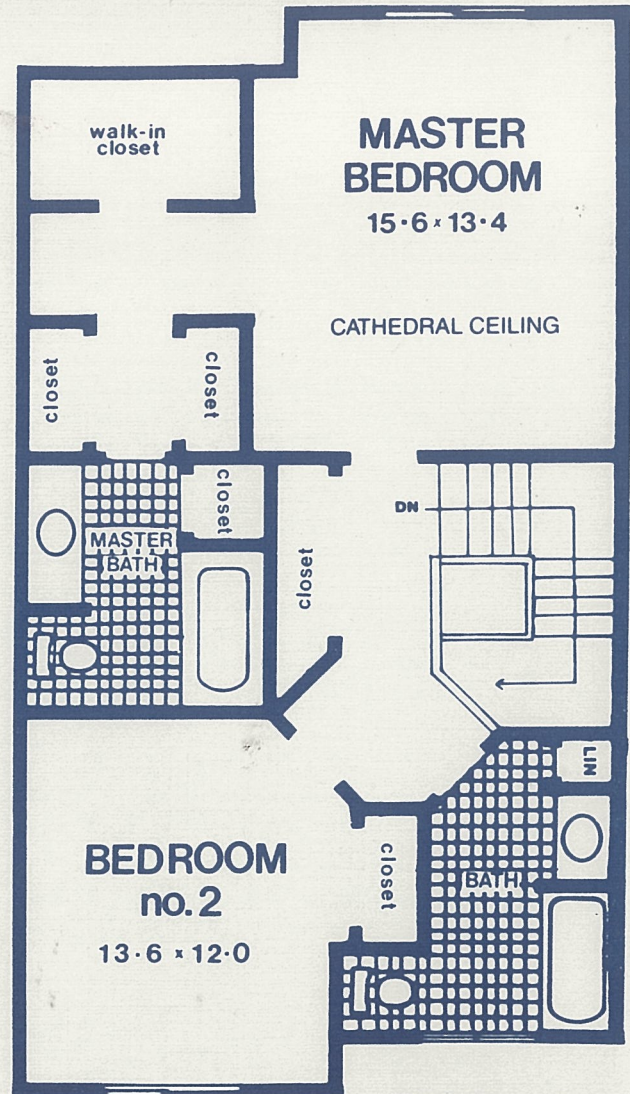 walk-in
closet
MASTER
BEDROOM
15·6 x 13·4
CATHEDRAL CEILING
closet
closet
closet
MASTER
BATH
closet
DN
LIN
BEDROOM
no. 2
13·6 x 12·0
closet
BATH